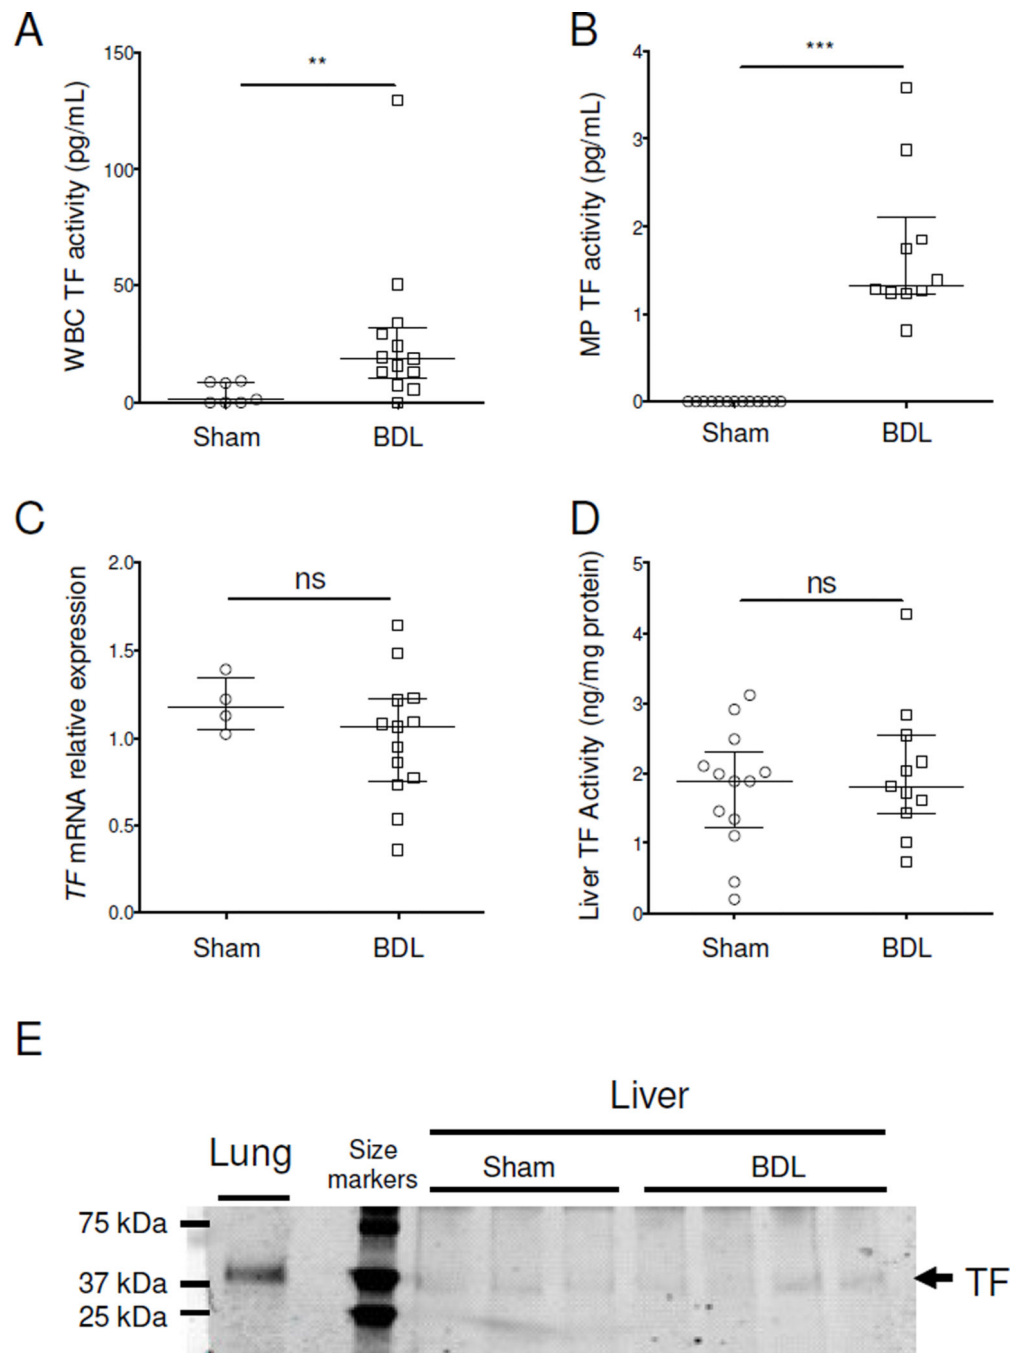 A
WBC TF activity (pg/mL)
150
100
50
0
**
Sham
BDL
B
MP TF activity (pg/mL)
4
3
2
1
0
***
Sham
BDL
C
TF mRNA relative expression
2.0
1.5
1.0
0.5
0.0
ns
Sham
BDL
D
Liver TF Activity (ng/mg protein)
5
4
3
2
1
0
ns
Sham
BDL
E
Liver
Lung
Size
markers
Sham
BDL
75 kDa
37 kDa
25 kDa
TF